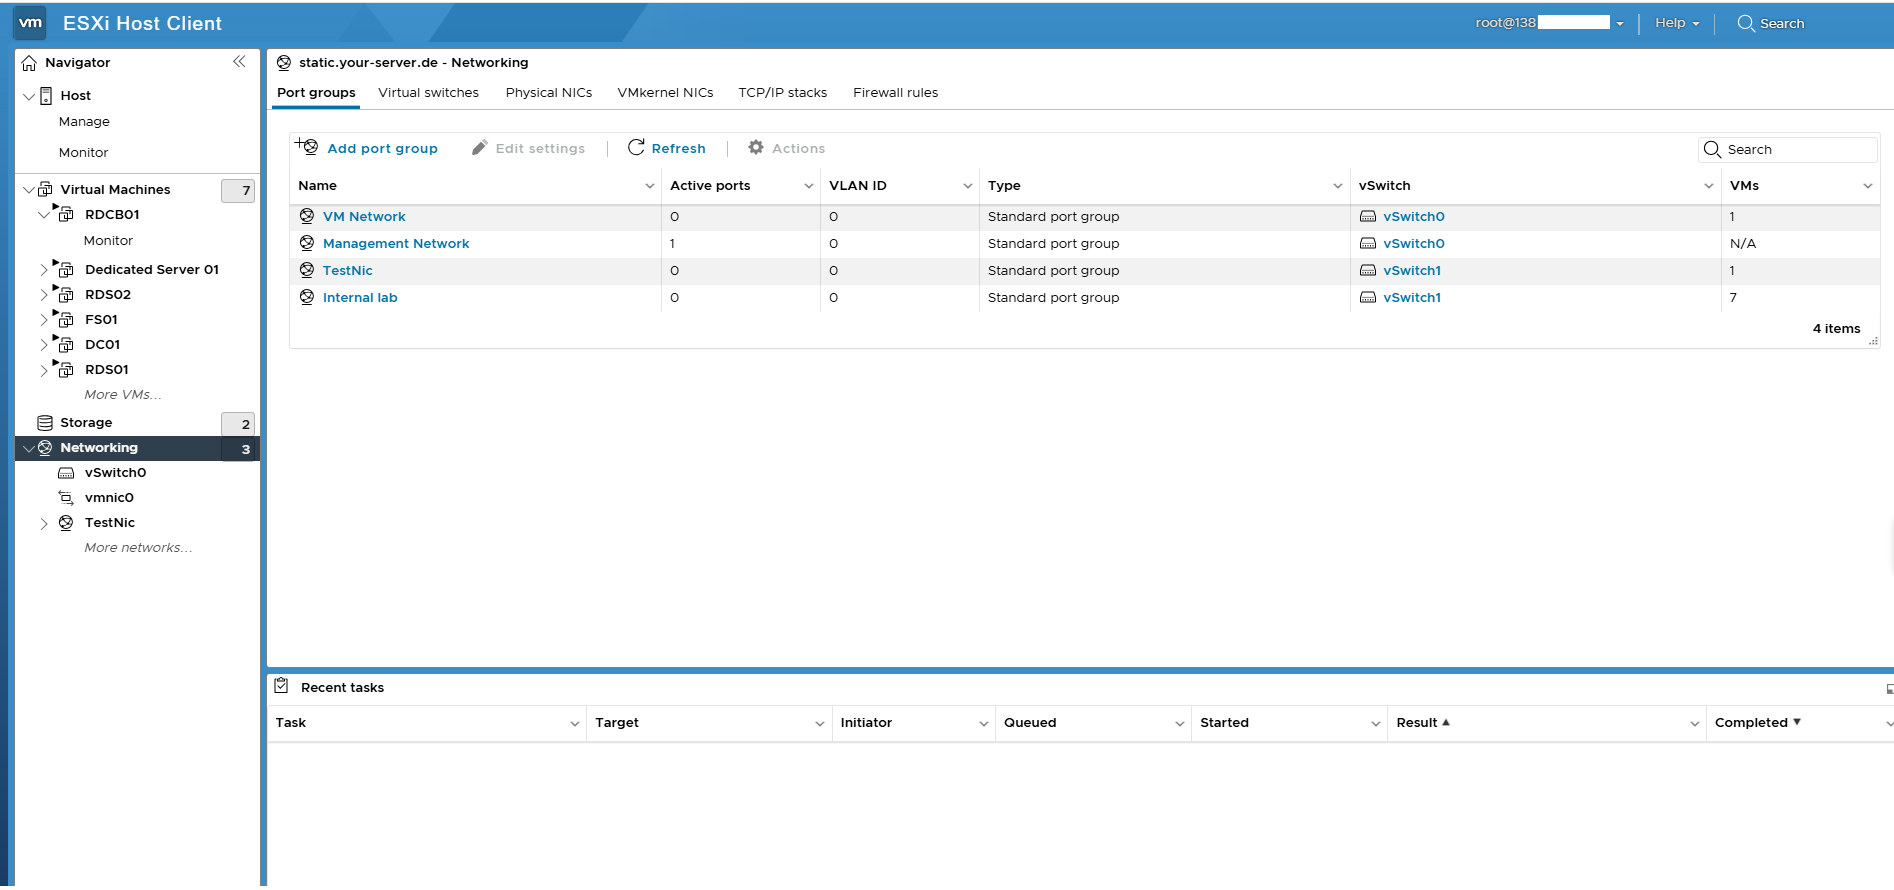 vm ESXi Host Client root@138 Help Search
Navigator
Host
Manage
Monitor
Virtual Machines 7
RDCB01
Monitor
Dedicated Server 01
RDS02
FS01
DC01
RDS01
More VMs...
Storage 2
Networking 3
vSwitch0
vmnic0
TestNic
More networks...
static.your-server.de - Networking
Port groups Virtual switches Physical NICs VMkernel NICs TCP/IP stacks Firewall rules
Add port group Edit settings Refresh Actions Search
Name Active ports VLAN ID Type vSwitch VMs
VM Network 0 0 Standard port group vSwitch0 1
Management Network 1 0 Standard port group vSwitch0 N/A
TestNic 0 0 Standard port group vSwitch1 1
Internal lab 0 0 Standard port group vSwitch1 7
4 items
Recent tasks
Task Target Initiator Queued Started Result Completed